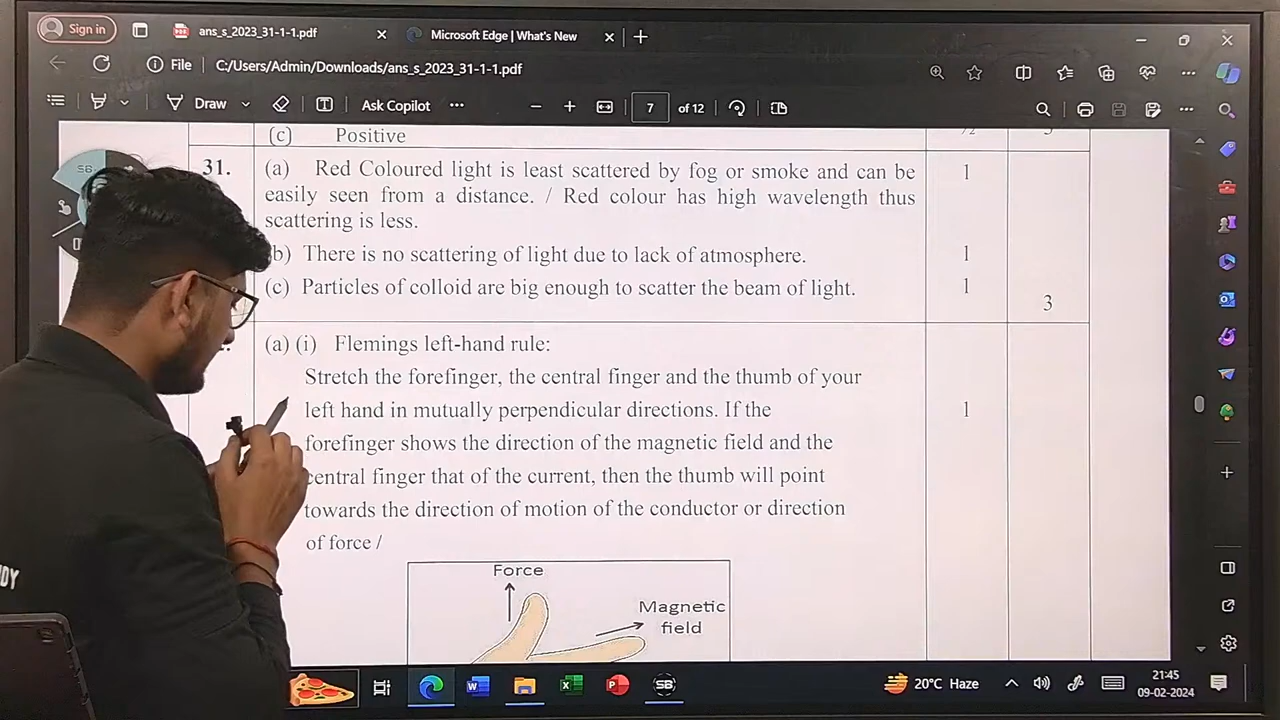 Sign in
ans_s_2023_31-1-1.pdf
Microsoft Edge | What's New
File
C:/Users/Admin/Downloads/ans_s_2023_31-1-1.pdf
Draw
Ask Copilot
7 of 12
(c) Positive
31. (a) Red Coloured light is least scattered by fog or smoke and can be 1
easily seen from a distance. / Red colour has high wavelength thus
scattering is less.
b) There is no scattering of light due to lack of atmosphere. 1
(c) Particles of colloid are big enough to scatter the beam of light. 1
3
(a) (i) Flemings left-hand rule:
Stretch the forefinger, the central finger and the thumb of your
left hand in mutually perpendicular directions. If the 1
forefinger shows the direction of the magnetic field and the
central finger that of the current, then the thumb will point
towards the direction of motion of the conductor or direction
of force /
Force
Magnetic
field
SB
20°C Haze
21:45
09-02-2024